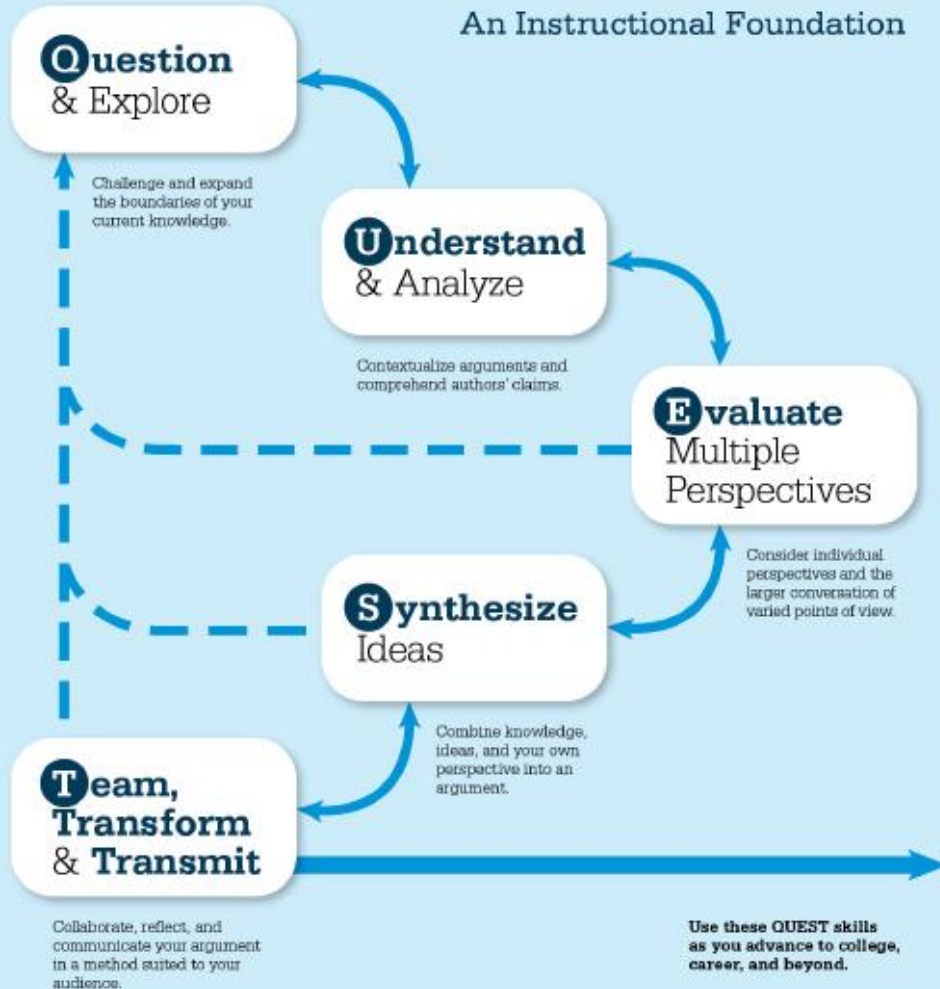 An Instructional Foundation
Question
& Explore
Challenge and expand
the boundaries of your
current knowledge.
Understand
& Analyze
Contextualize arguments and
comprehend authors' claims.
Evaluate
Multiple
Perspectives
Consider individual
perspectives and the
larger conversation of
varied points of view.
Synthesize
Ideas
Combine knowledge,
ideas, and your own
perspective into an
argument.
Team,
Transform
& Transmit
Collaborate, reflect, and
communicate your argument
in a method suited to your
audience.
Use these QUEST skills
as you advance to college,
career, and beyond.